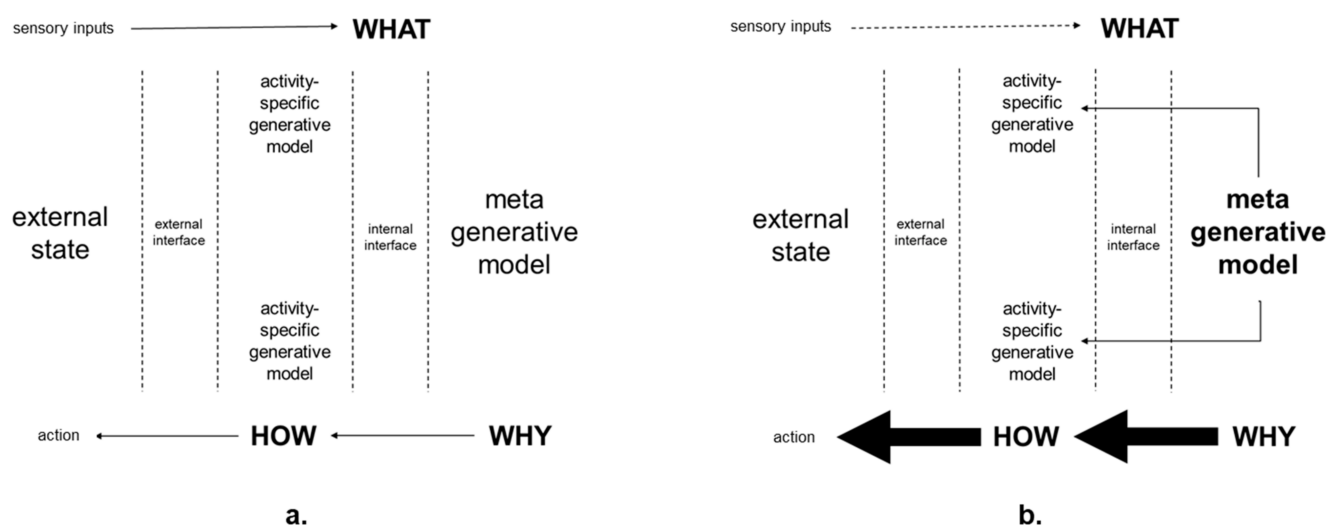 sensory inputs
WHAT
activity-
specific
generative
model
external
state
external
interface
internal
interface
meta
generative
model
activity-
specific
generative
model
action
HOW
WHY
a.
sensory inputs
WHAT
activity-
specific
generative
model
external
state
external
interface
internal
interface
meta
generative
model
activity-
specific
generative
model
action
HOW
WHY
b.